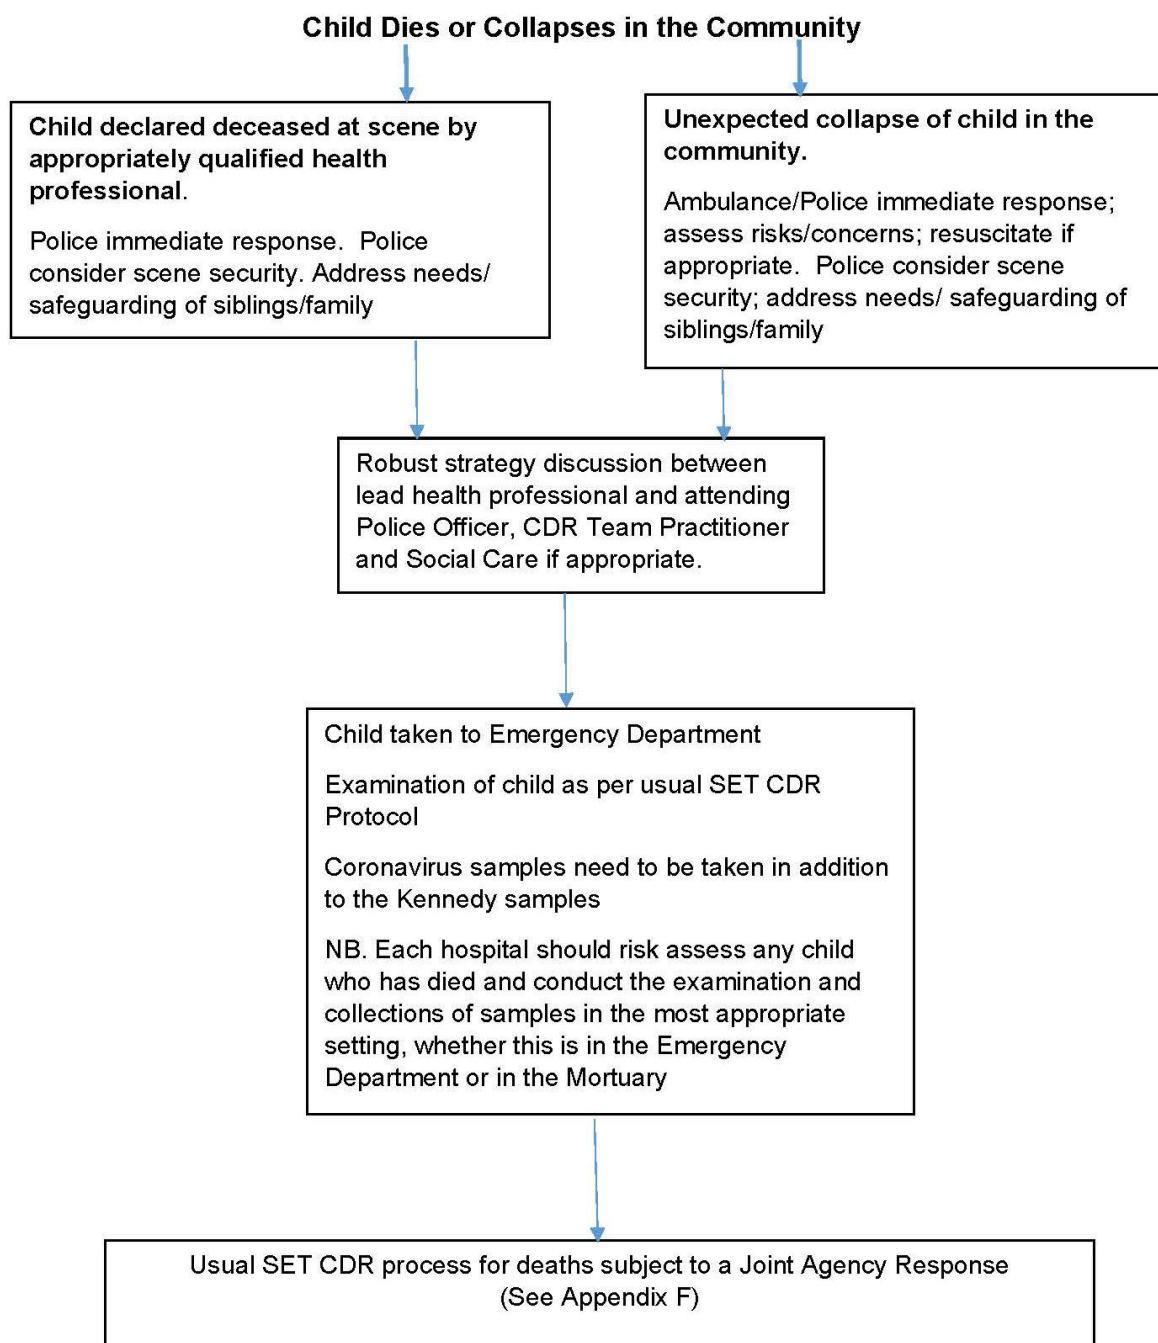 Child Dies or Collapses in the Community
Child declared deceased at scene by
appropriately qualified health
professional.
Police immediate response.  Police
consider scene security. Address needs/
safeguarding of siblings/family
Unexpected collapse of child in the
community.
Ambulance/Police immediate response;
assess risks/concerns; resuscitate if
appropriate.  Police consider scene
security; address needs/ safeguarding of
siblings/family
Robust strategy discussion between
lead health professional and attending
Police Officer, CDR Team Practitioner
and Social Care if appropriate.
Child taken to Emergency Department
Examination of child as per usual SET CDR
Protocol
Coronavirus samples need to be taken in addition
to the Kennedy samples
NB. Each hospital should risk assess any child
who has died and conduct the examination and
collections of samples in the most appropriate
setting, whether this is in the Emergency
Department or in the Mortuary
Usual SET CDR process for deaths subject to a Joint Agency Response
(See Appendix F)